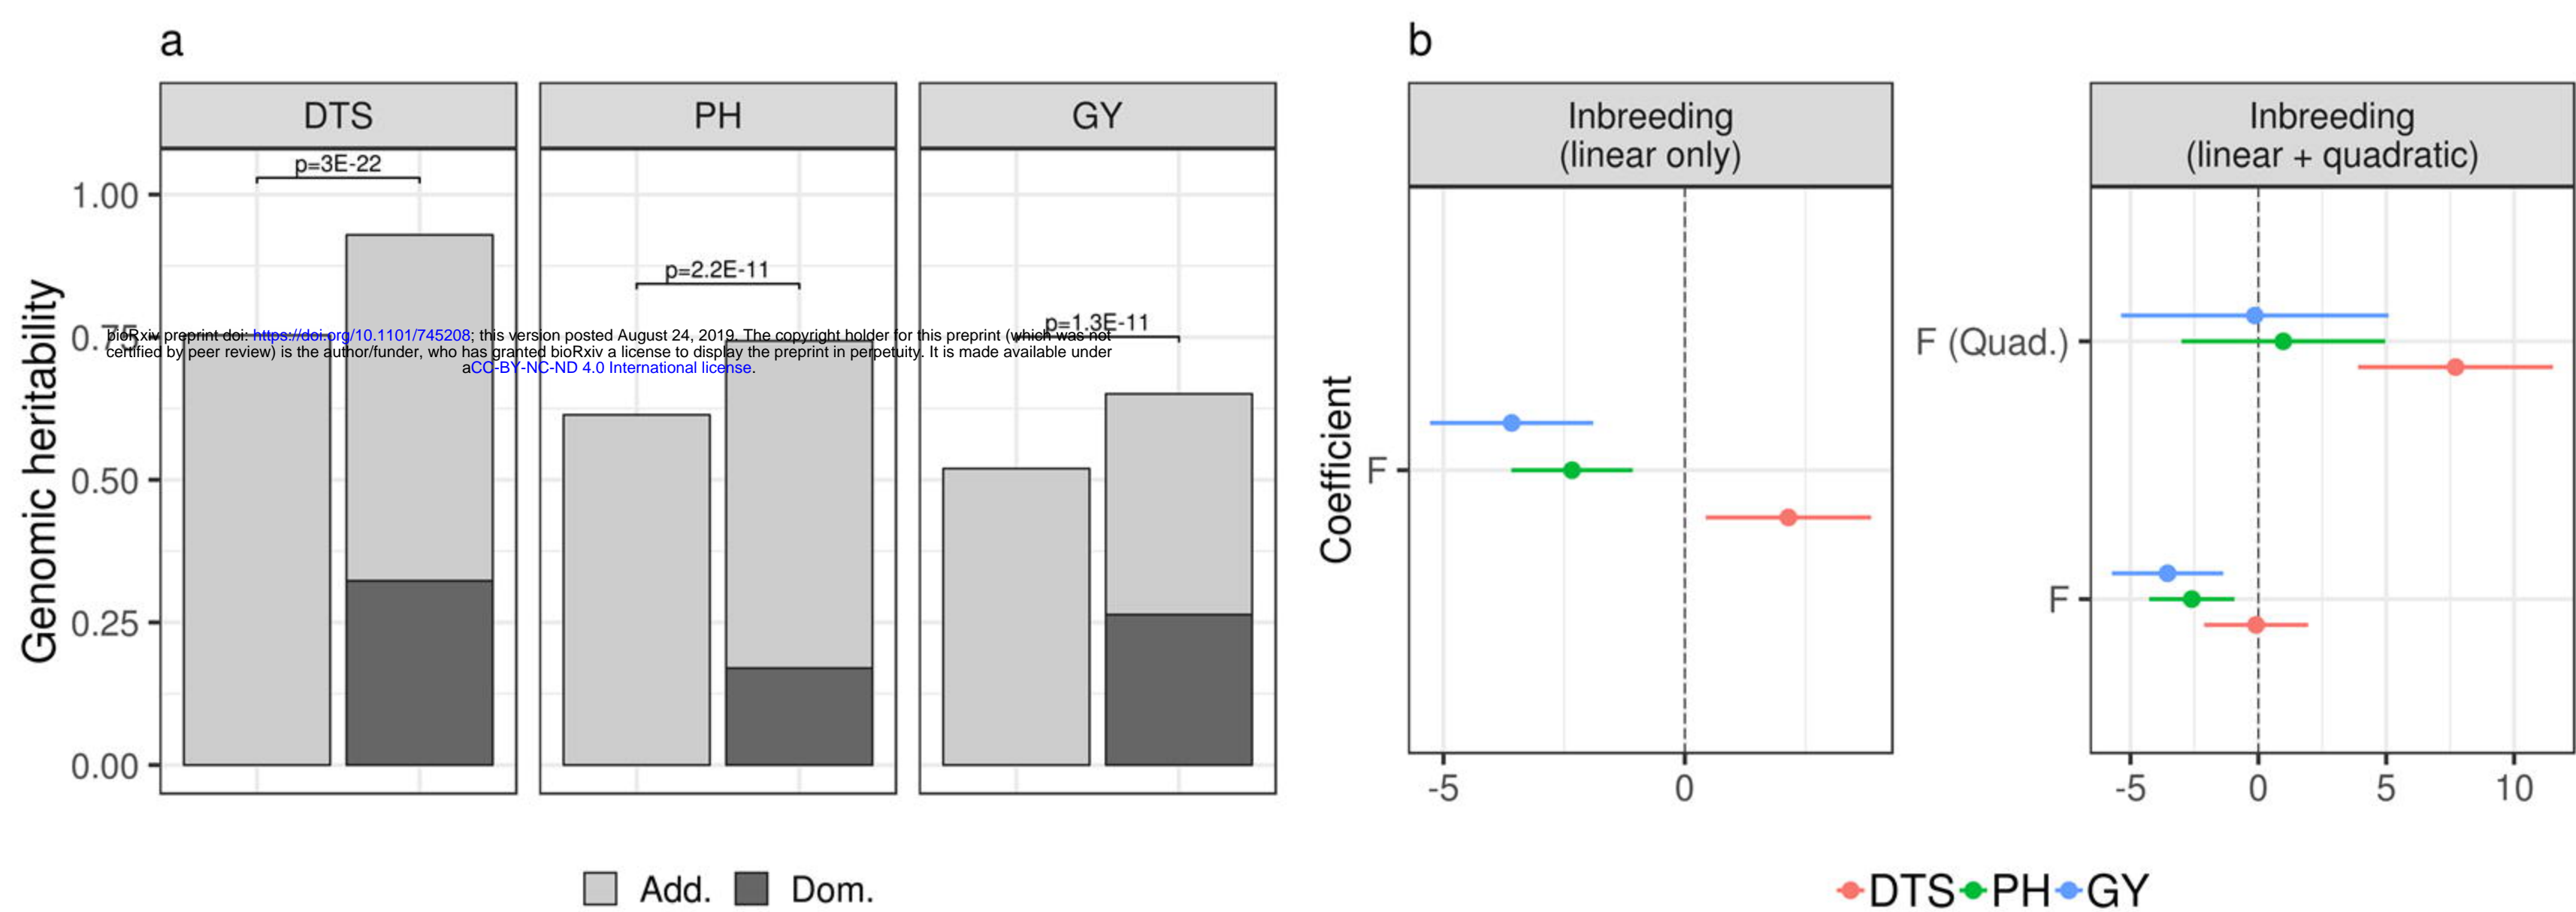 a
b
DTS
PH
GY
Inbreeding
(linear only)
Inbreeding
(linear + quadratic)
p=3E-22
p=2.2E-11
p=1.3E-11
1.00
0.75
0.50
0.25
0.00
Genomic heritability
bioRxiv preprint doi: https://doi.org/10.1101/745208; this version posted August 24, 2019. The copyright holder for this preprint (which was not
certified by peer review) is the author/funder, who has granted bioRxiv a license to display the preprint in perpetuity. It is made available under
aCC-BY-NC-ND 4.0 International license.
Coefficient
F
F (Quad.)
F
-5
0
-5
0
5
10
Add.
Dom.
DTS
PH
GY